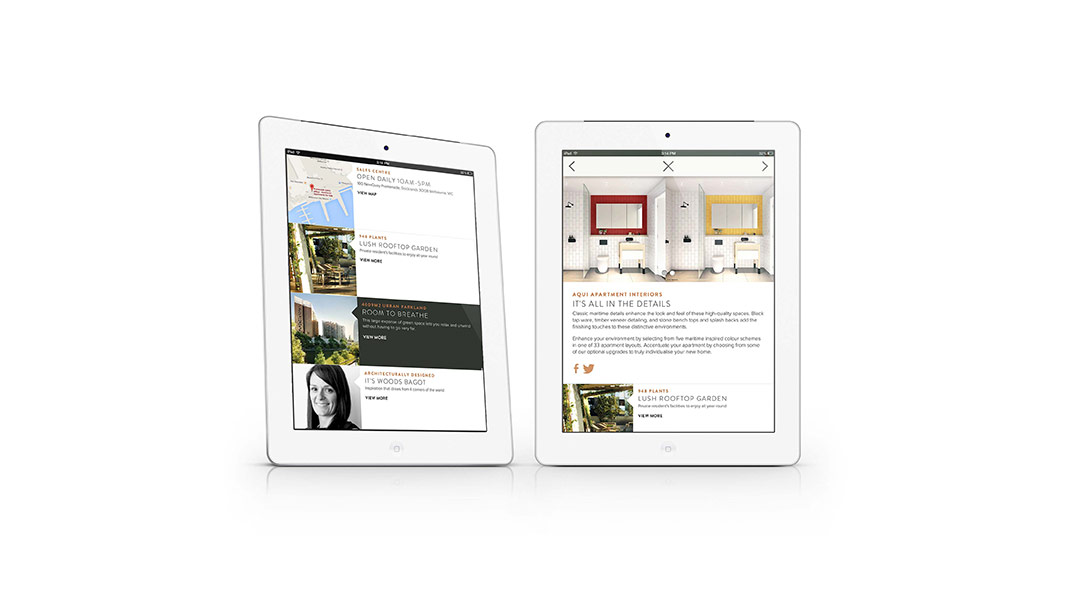 iPad
5:16 PM
SALES CENTRE
OPEN DAILY 10AM-5PM
VIEW MAP
948 PLANTS
LUSH ROOFTOP GARDEN
Private resident's facilities to enjoy all year round
VIEW MORE
URBAN PARKLAND
ROOM TO BREATHE
This large expanse of green space lets you relax and unwind
without having to go very far.
VIEW MORE
ARCHITECTURALLY DESIGNED
IT'S WOODS BAGOT
Inspiration that draws from 4 corners of the world
VIEW MORE
iPad
5:16 PM
AQUI APARTMENT INTERIORS
IT'S ALL IN THE DETAILS
Classic maritime details enhance the look and feel of these high-quality spaces. Black
tap ware, timber veneer detailing, and stone bench tops and splash backs add the
finishing touches to these distinctive environments.
Enhance your environment by selecting from five maritime inspired colour schemes
in one of 33 apartment layouts. Accentuate your apartment by choosing from some
of our optional upgrades to truly individualise your new home.
948 PLANTS
LUSH ROOFTOP GARDEN
Private resident's facilities to enjoy all year round
VIEW MORE